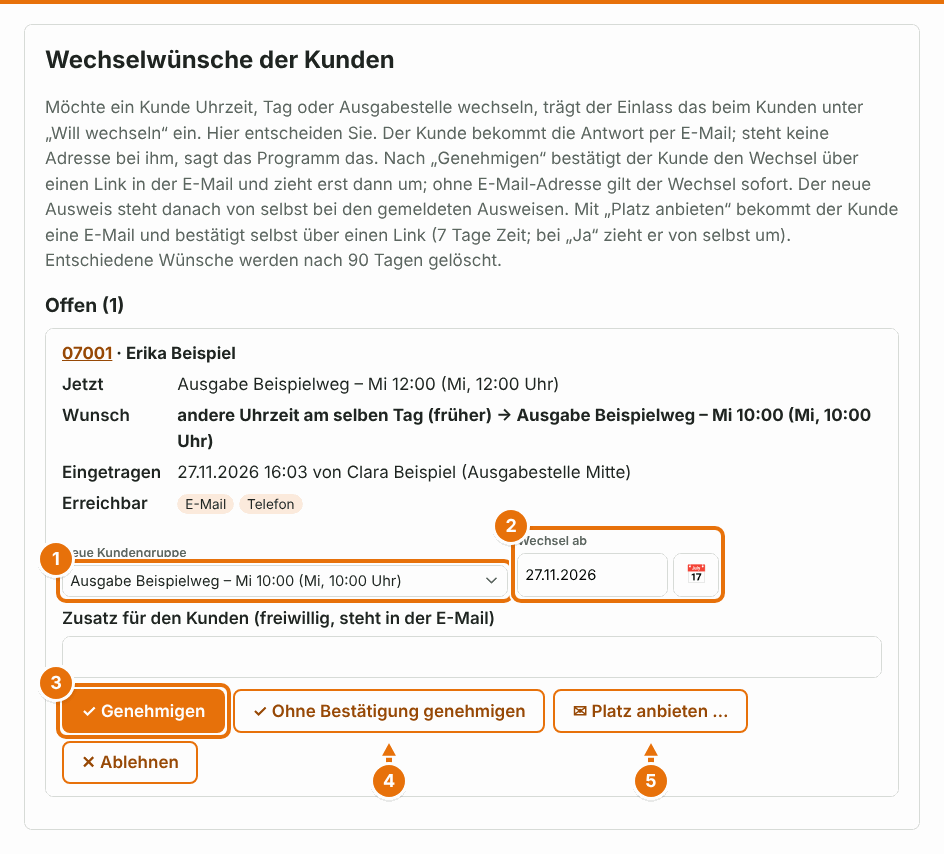 Wechselwünsche der Kunden
Möchte ein Kunde Uhrzeit, Tag oder Ausgabestelle wechseln, trägt der Einlass das beim Kunden unter
„Will wechseln“ ein. Hier entscheiden Sie. Der Kunde bekommt die Antwort per E-Mail; steht keine
Adresse bei ihm, sagt das Programm das. Nach „Genehmigen“ bestätigt der Kunde den Wechsel über
einen Link in der E-Mail und zieht erst dann um; ohne E-Mail-Adresse gilt der Wechsel sofort. Der neue
Ausweis steht danach von selbst bei den gemeldeten Ausweisen. Mit „Platz anbieten“ bekommt der Kunde
eine E-Mail und bestätigt selbst über einen Link (7 Tage Zeit; bei „Ja“ zieht er von selbst um).
Entschiedene Wünsche werden nach 90 Tagen gelöscht.
Offen (1)
07001 · Erika Beispiel
Jetzt Ausgabe Beispielweg – Mi 12:00 (Mi, 12:00 Uhr)
Wunsch andere Uhrzeit am selben Tag (früher) → Ausgabe Beispielweg – Mi 10:00 (Mi, 10:00
Uhr)
Eingetragen 27.11.2026 16:03 von Clara Beispiel (Ausgabestelle Mitte)
Erreichbar E-Mail Telefon
2
1
eue Kundengruppe
Wechsel ab
Ausgabe Beispielweg – Mi 10:00 (Mi, 10:00 Uhr)
27.11.2026
17
Zusatz für den Kunden (freiwillig, steht in der E-Mail)
3
✓ Genehmigen
✓ Ohne Bestätigung genehmigen
✉ Platz anbieten …
✕ Ablehnen
4
5